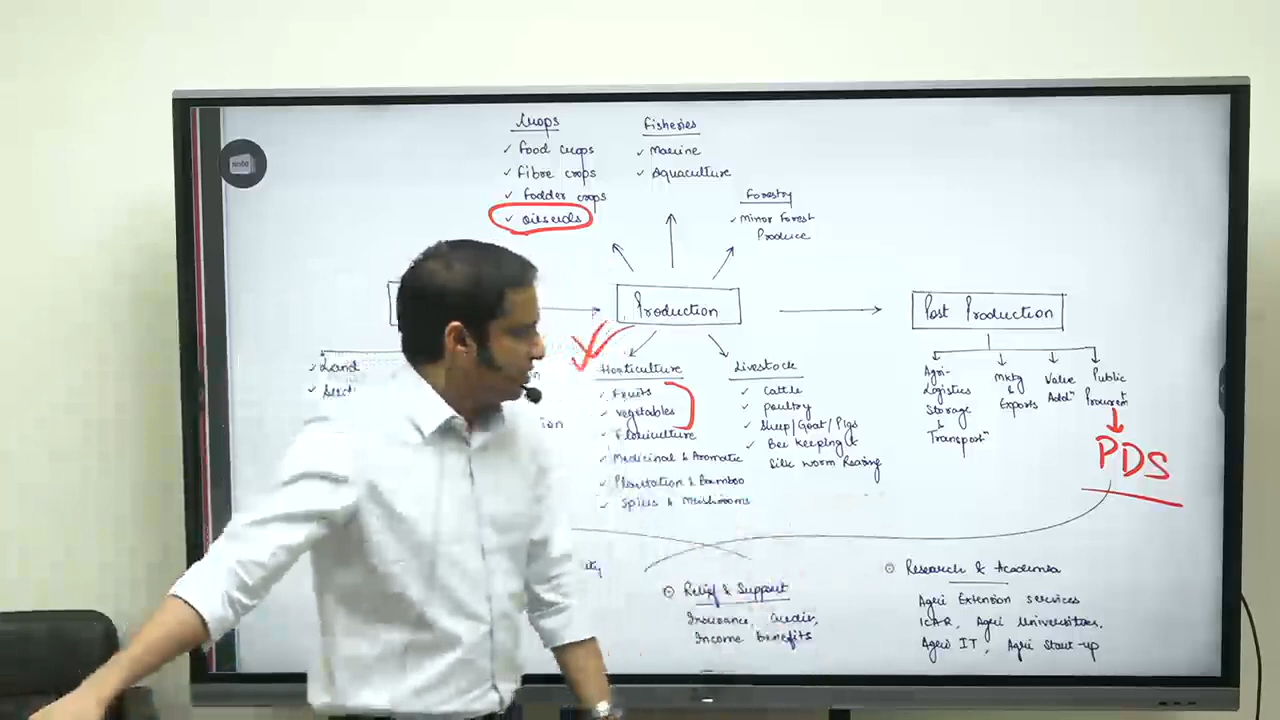 Note
Crops
✓ Food crops
✓ Fibre crops
✓ Fodder crops
✓ Oilseeds
Fisheries
✓ Marine
✓ Aquaculture
Forestry
✓ Minor Forest
Produce
Production
Post Production
✓ Land
Horticulture
✓ Fruits
✓ Vegetables
✓ Floriculture
✓ Medicinal & Aromatic
✓ Plantation & Bamboo
✓ Spices & Mushrooms
Livestock
✓ Cattle
✓ Poultry
✓ Sheep/Goat/Pigs
✓ Bee keeping &
Silk worm Rearing
Agri-
Logistics
Storage
&
Transportⁿ
Mktg
&
Exports
Value
Addⁿ
Public
Procurement
PDS
Relief & Support
Insurance, Credit,
Income benefits
Research & Academia
Agri Extension services
ICAR, Agri Universities,
Agri IT, Agri Start-up